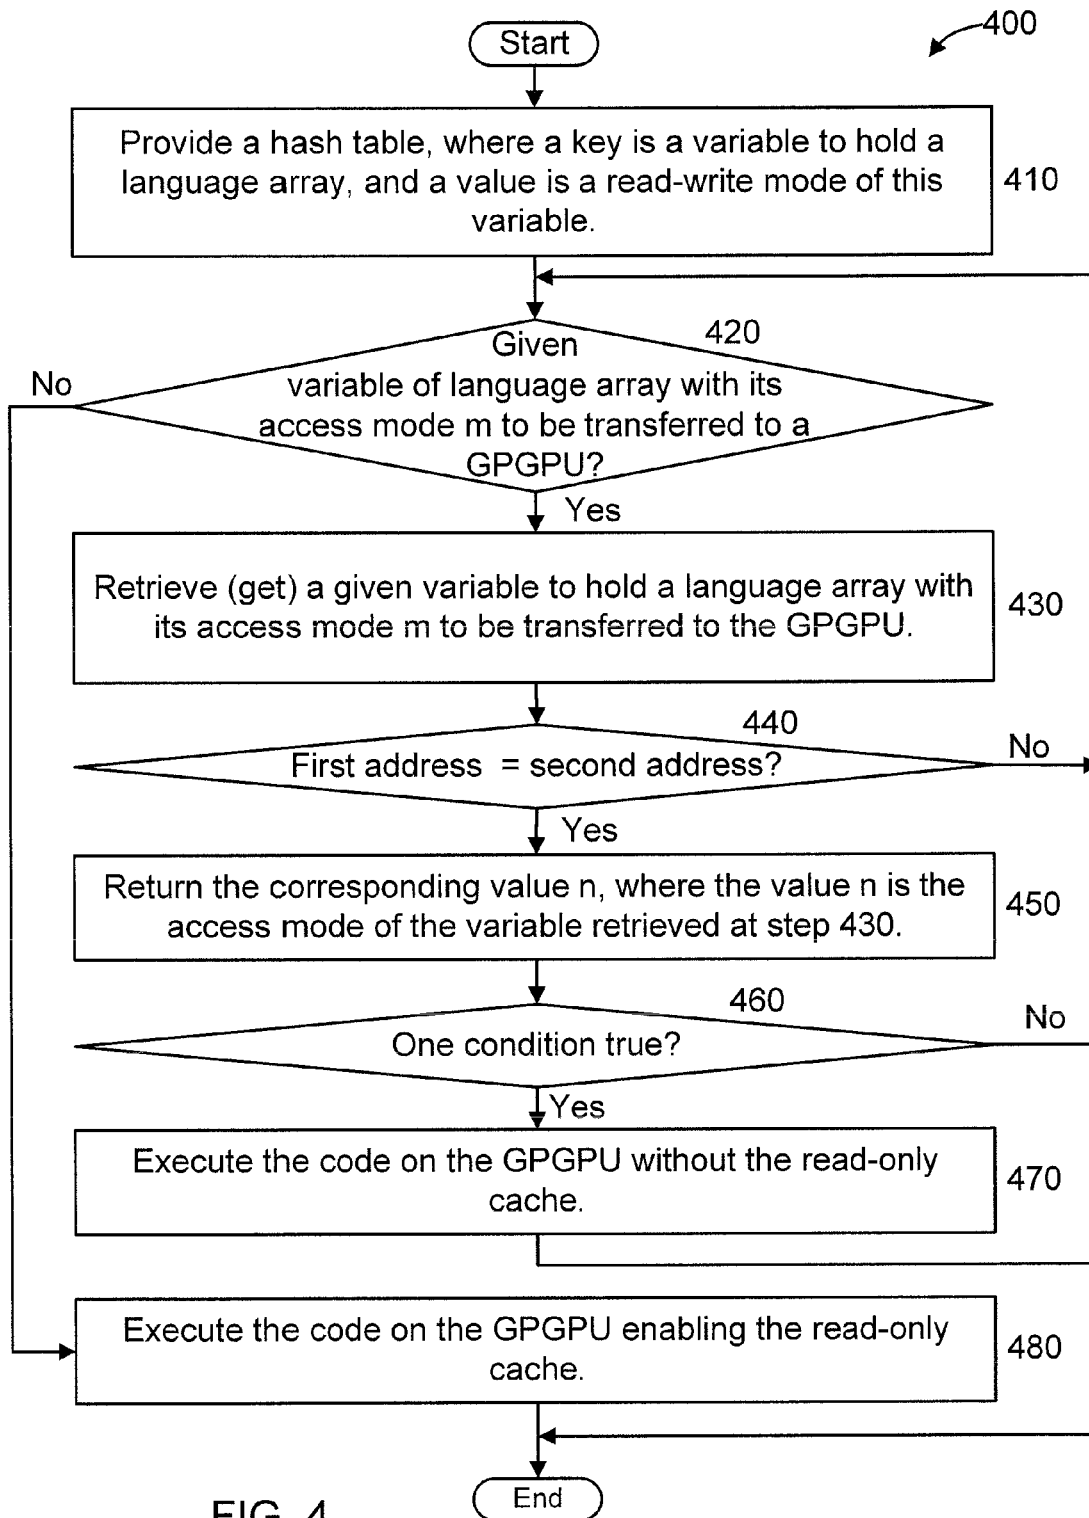 400
Start
Provide a hash table, where a key is a variable to hold a
language array, and a value is a read-write mode of this
variable.
410
420
Given
variable of language array with its
access mode m to be transferred to a
GPGPU?
No
Yes
Retrieve (get) a given variable to hold a language array with
its access mode m to be transferred to the GPGPU.
430
440
First address = second address?
No
Yes
Return the corresponding value n, where the value n is the
access mode of the variable retrieved at step 430.
450
460
One condition true?
No
Yes
Execute the code on the GPGPU without the read-only
cache.
470
Execute the code on the GPGPU enabling the read-only
cache.
480
End
FIG. 4